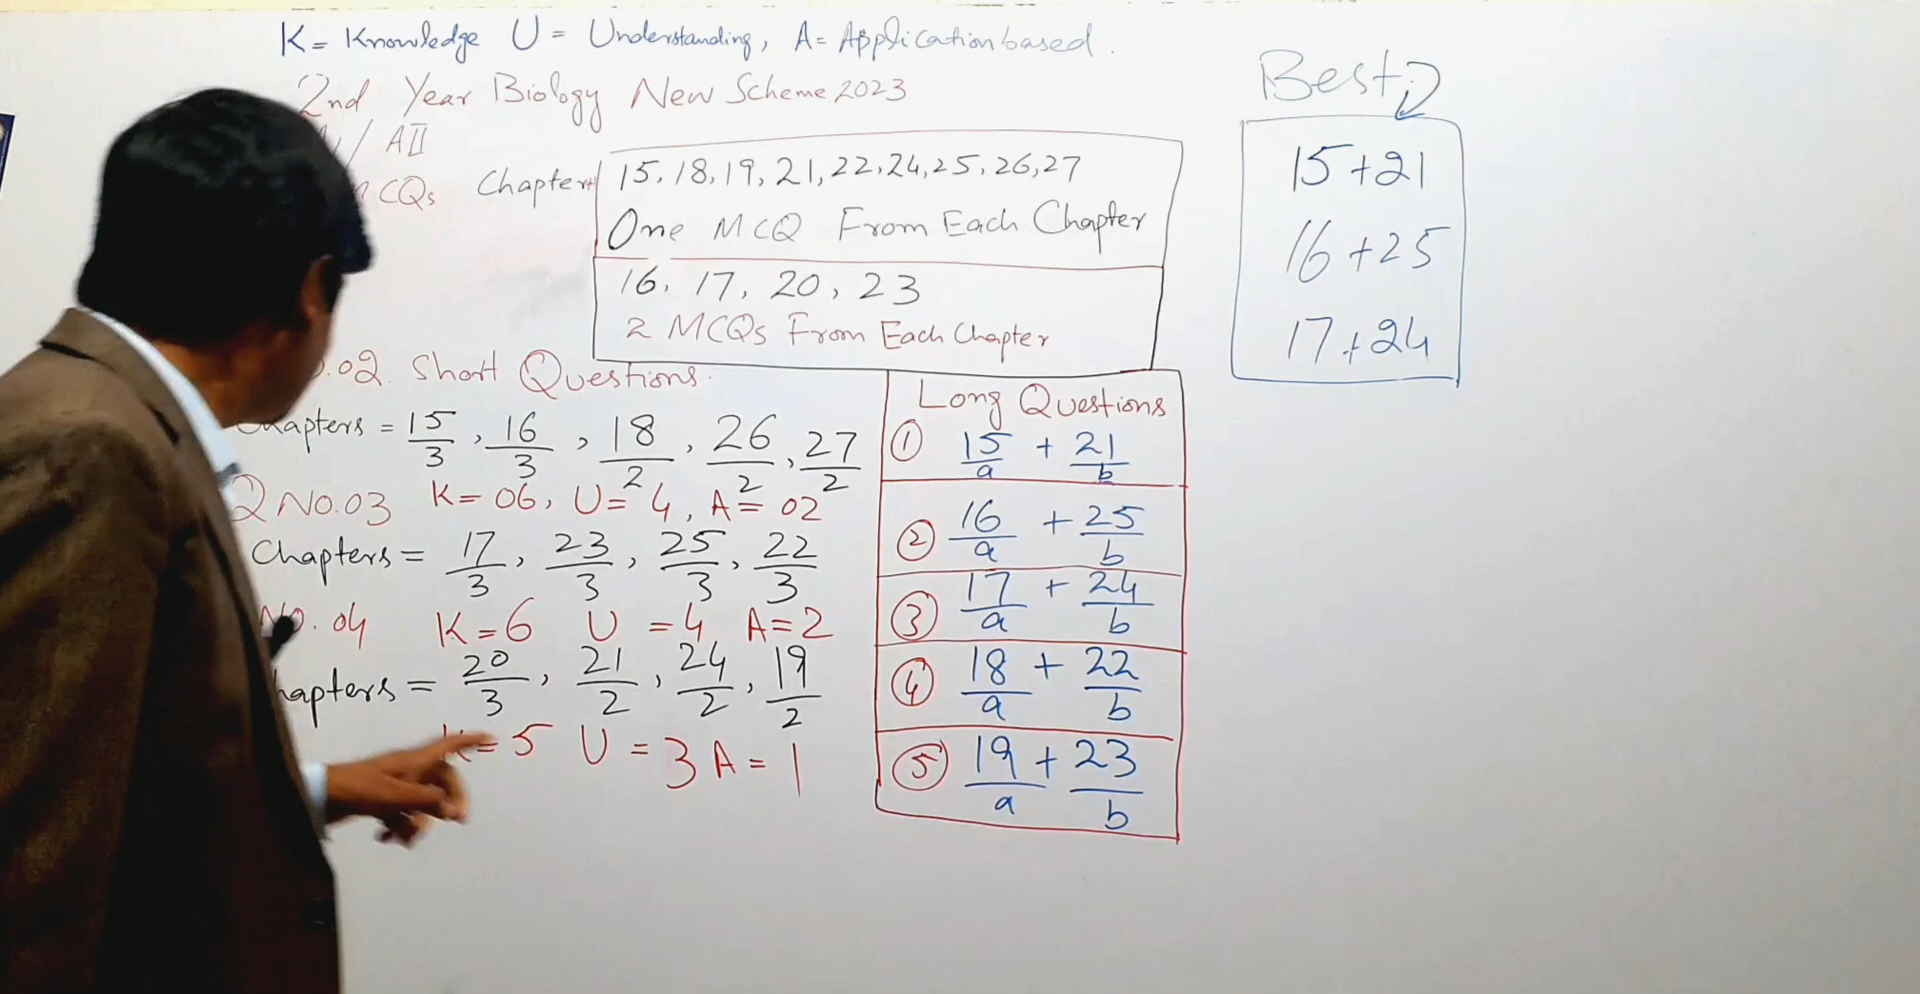 K = Knowledge U = Understanding, A = Application based.
2nd Year Biology New Scheme 2023
/ AII
MCQs Chapter
15, 18, 19, 21, 22, 24, 25, 26, 27
One MCQ From Each Chapter
16, 17, 20, 23
2 MCQs From Each Chapter
.02. Short Questions.
Chapters = 15/3, 16/3, 18/2, 26/2, 27/2
Q No.03 K = 06, U = 4, A = 02
Chapters = 17/3, 23/3, 25/3, 22/3
No. 04 K = 6 U = 4 A = 2
Chapters = 20/3, 21/2, 24/2, 19/2
K = 5 U = 3 A = 1
Long Questions
① 15/a + 21/b
② 16/a + 25/b
③ 17/a + 24/b
④ 18/a + 22/b
⑤ 19/a + 23/b
Best
15+21
16+25
17+24